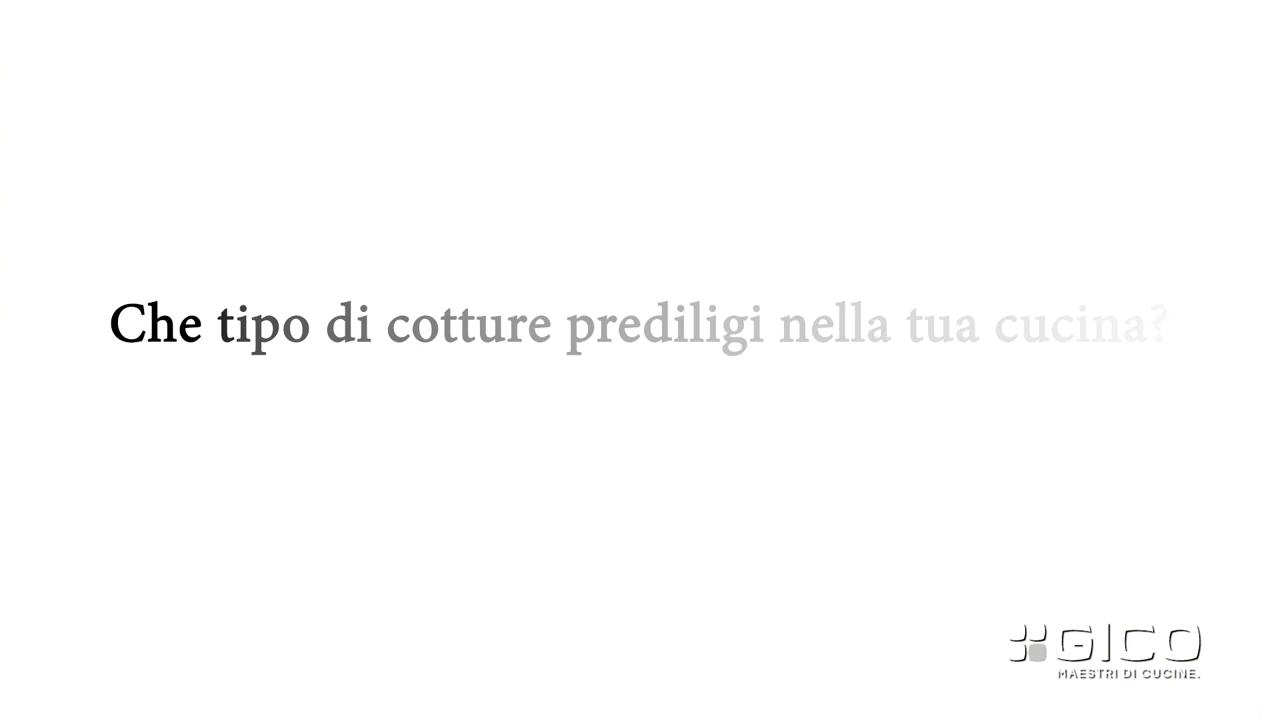 Che tipo di cotture prediligi nella tua cucina?
GICO
MAESTRI DI CUCINE.